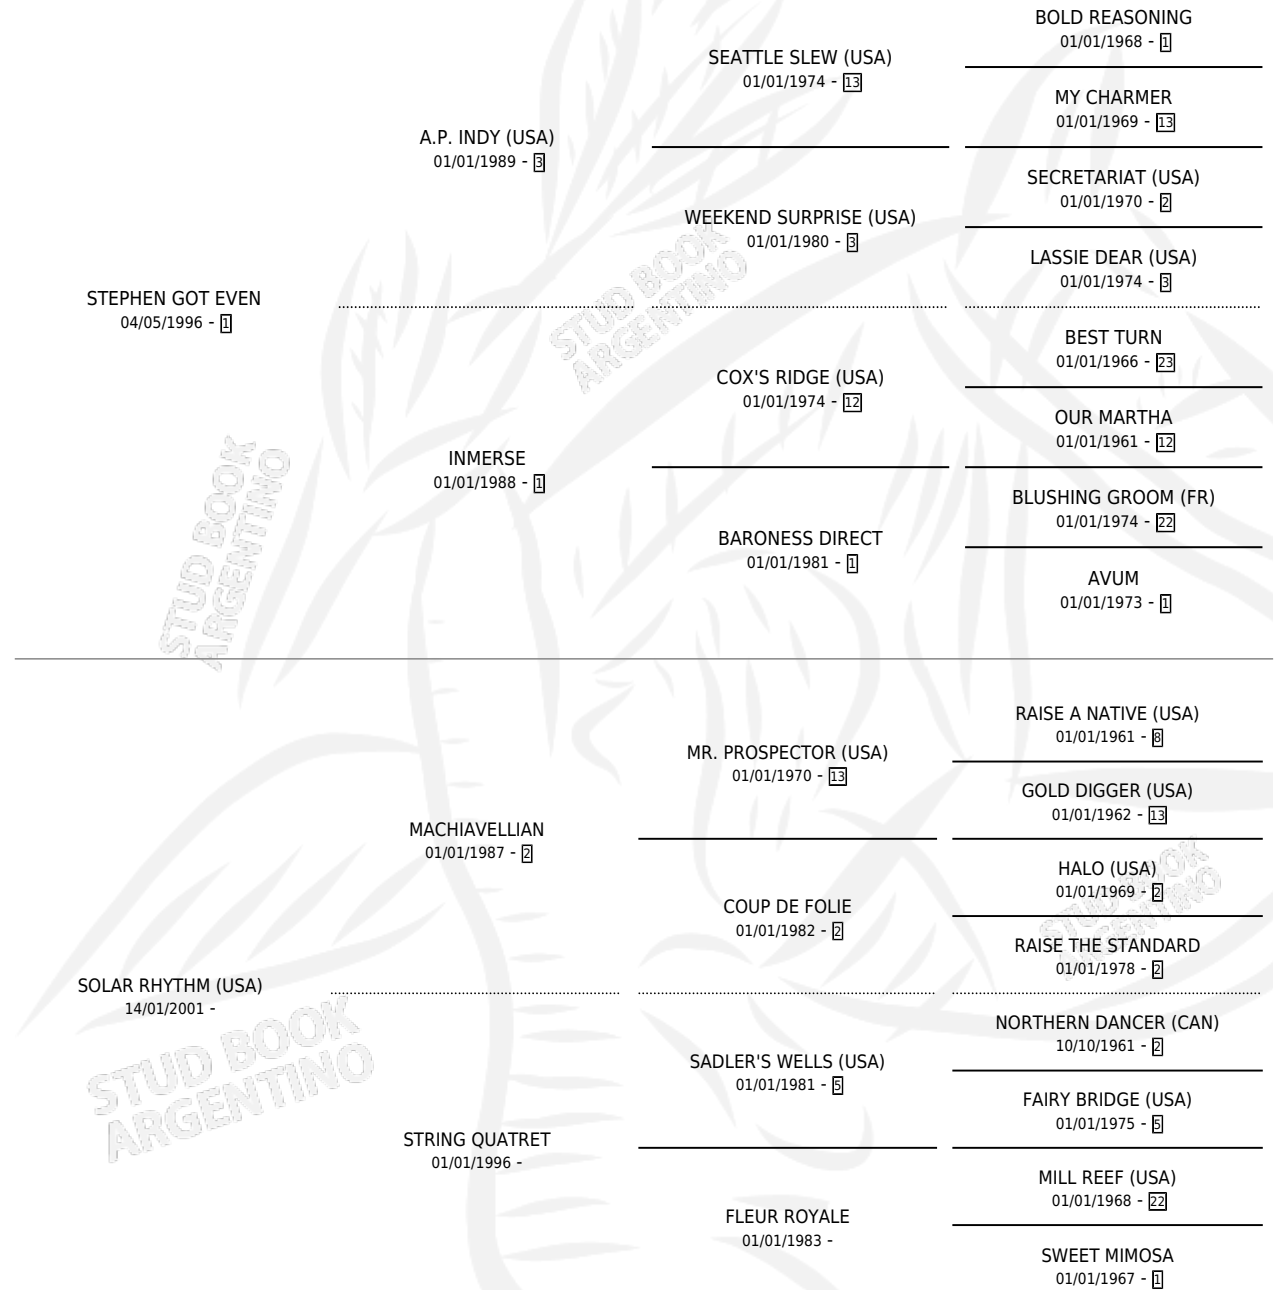 BOLD REASONING
01/01/1968 - 1
SEATTLE SLEW (USA)
01/01/1974 - 13
MY CHARMER
01/01/1969 - 13
A.P. INDY (USA)
01/01/1989 - 3
SECRETARIAT (USA)
01/01/1970 - 2
WEEKEND SURPRISE (USA)
01/01/1980 - 3
LASSIE DEAR (USA)
01/01/1974 - 3
STEPHEN GOT EVEN
04/05/1996 - 1
BEST TURN
01/01/1966 - 23
COX'S RIDGE (USA)
01/01/1974 - 12
OUR MARTHA
01/01/1961 - 12
INMERSE
01/01/1988 - 1
BLUSHING GROOM (FR)
01/01/1974 - 22
BARONESS DIRECT
01/01/1981 - 1
AVUM
01/01/1973 - 1
STUD BOOK
ARGENTINO
STUD BOOK
ARGENTINO
RAISE A NATIVE (USA)
01/01/1961 - 8
MR. PROSPECTOR (USA)
01/01/1970 - 13
GOLD DIGGER (USA)
01/01/1962 - 13
MACHIAVELLIAN
01/01/1987 - 2
HALO (USA)
01/01/1969 - 2
COUP DE FOLIE
01/01/1982 - 2
RAISE THE STANDARD
01/01/1978 - 2
SOLAR RHYTHM (USA)
14/01/2001 -
NORTHERN DANCER (CAN)
10/10/1961 - 2
SADLER'S WELLS (USA)
01/01/1981 - 5
FAIRY BRIDGE (USA)
01/01/1975 - 5
STRING QUATRET
01/01/1996 -
MILL REEF (USA)
01/01/1968 - 22
FLEUR ROYALE
01/01/1983 -
SWEET MIMOSA
01/01/1967 - 1
STUD BOOK
ARGENTINO
STUD BOOK
ARGENTINO